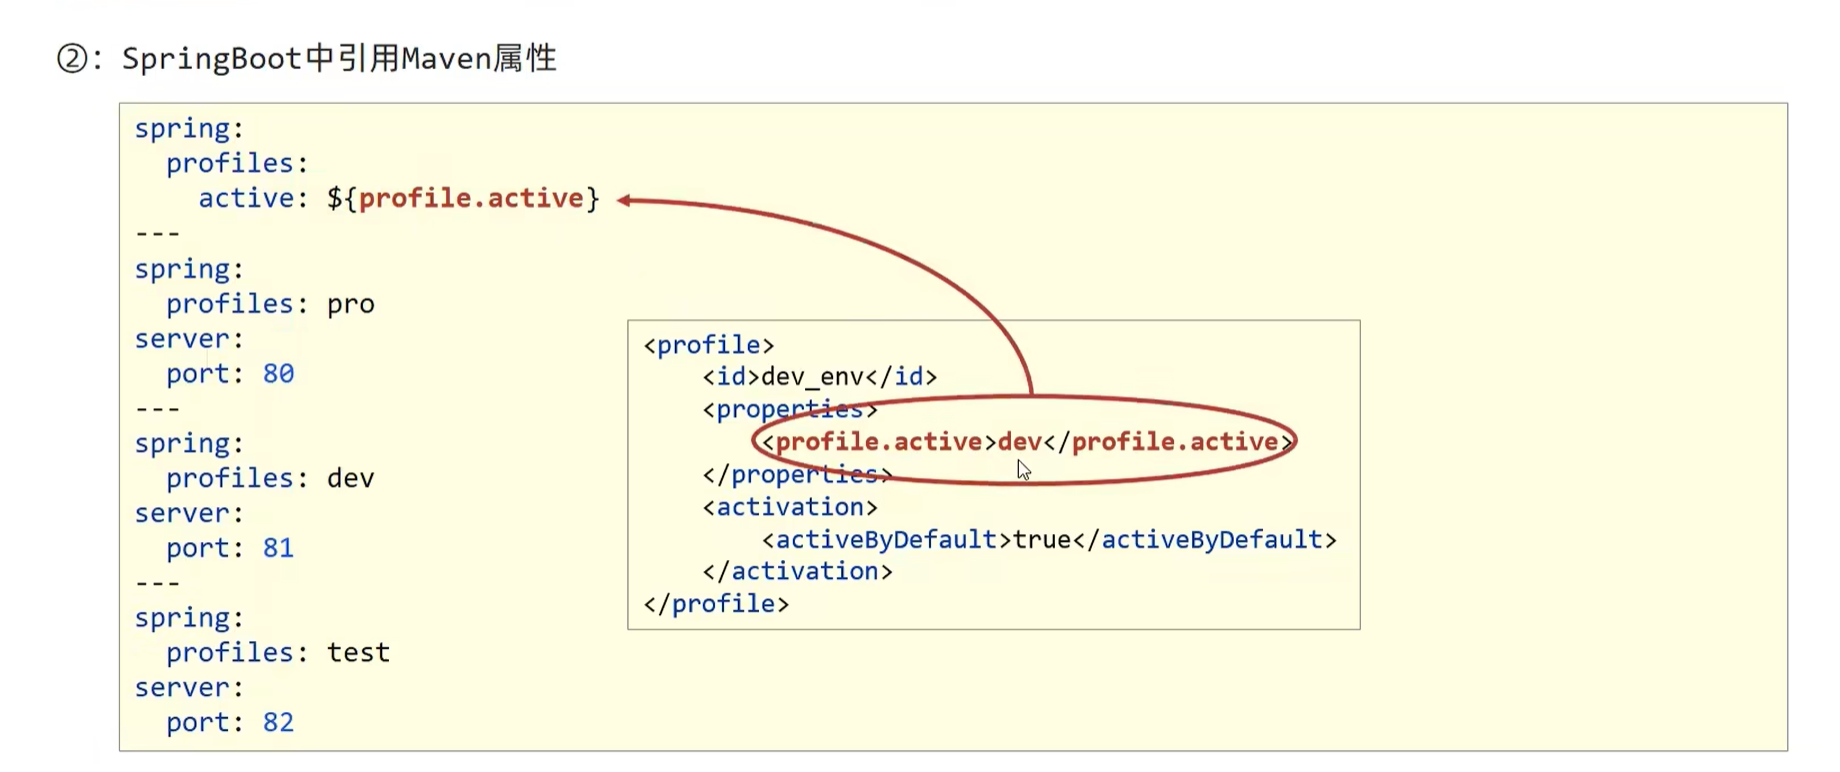 ②：SpringBoot中引用Maven属性
spring:
  profiles:
    active: ${profile.active}
---
spring:
  profiles: pro
server:
  port: 80
---
spring:
  profiles: dev
server:
  port: 81
---
spring:
  profiles: test
server:
  port: 82
<profile>
    <id>dev_env</id>
    <properties>
        <profile.active>dev</profile.active>
    </properties>
    <activation>
        <activeByDefault>true</activeByDefault>
    </activation>
</profile>